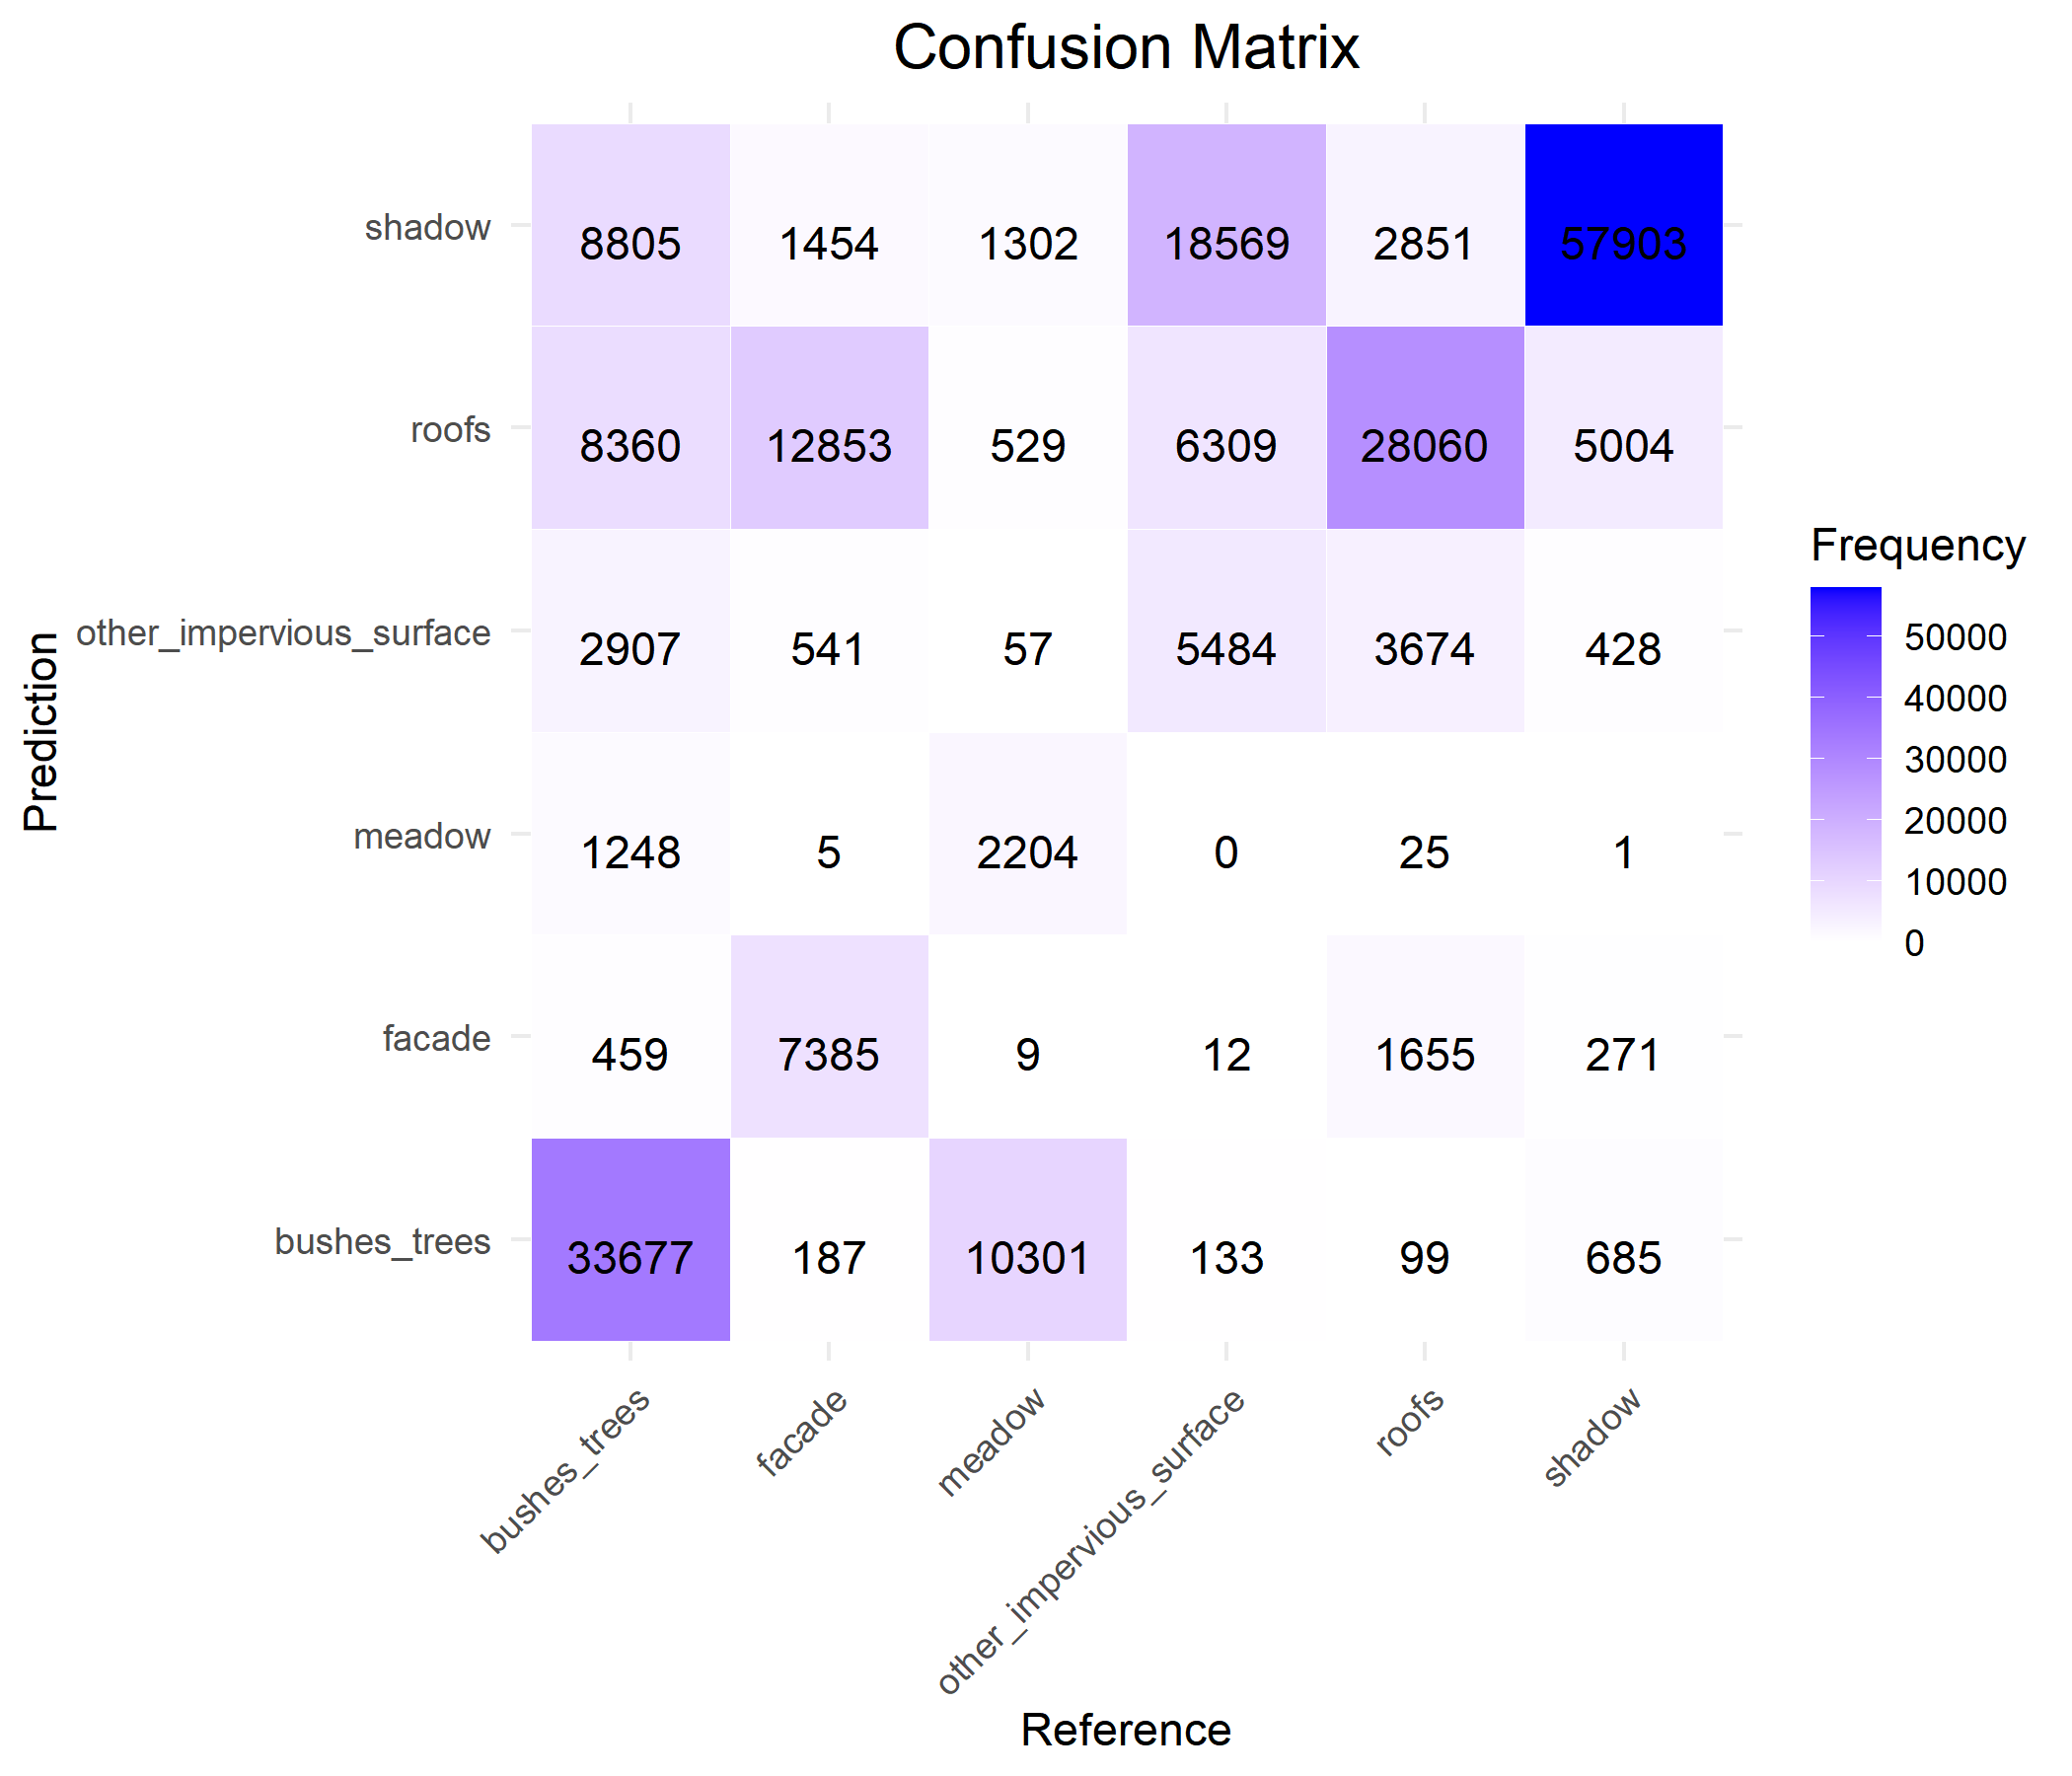 Confusion Matrix
shadow
8805 1454 1302 18569 2851 57903
roofs
8360 12853 529 6309 28060 5004
other_impervious_surface
2907 541 57 5484 3674 428
meadow
1248 5 2204 0 25 1
facade
459 7385 9 12 1655 271
bushes_trees
33677 187 10301 133 99 685
Prediction
bushes_trees
facade
meadow
other_impervious_surface
roofs
shadow
Reference
Frequency
50000
40000
30000
20000
10000
0